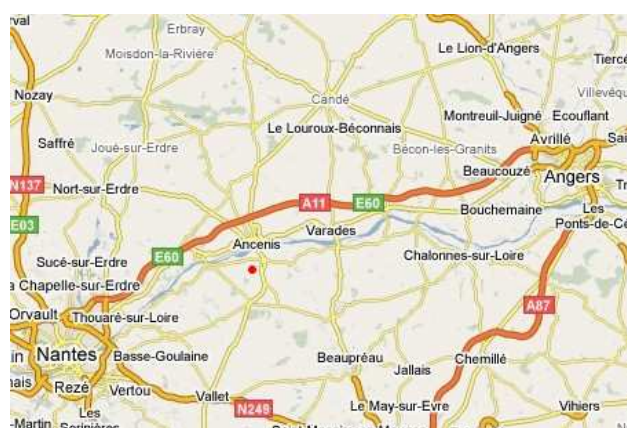 Erbray
Moisdon-la-Rivière
Le Lion-d'Angers
Tiercé
Nozay
Candé
Villevêque
Montreuil-Juigné
Ecouflant
Saffré
Joué-sur-Erdre
Le Louroux-Béconnais
Avrillé
Bécon-les-Granits
Beaucouzé
N137
Nort-sur-Erdre
Angers
A11
E60
Bouchemaine
Les
E03
Varades
Ponts-de-Cé
Ancenis
E60
Chalonnes-sur-Loire
Sucé-sur-Erdre
a Chapelle-sur-Erdre
A87
Orvault
Thouaré-sur-Loire
Nantes
Basse-Goulaine
Beaupréau
Chemillé
Jallais
Rezé
Vertou
Vallet
Les
N249
Le May-sur-Evre
Vihiers
-Martin